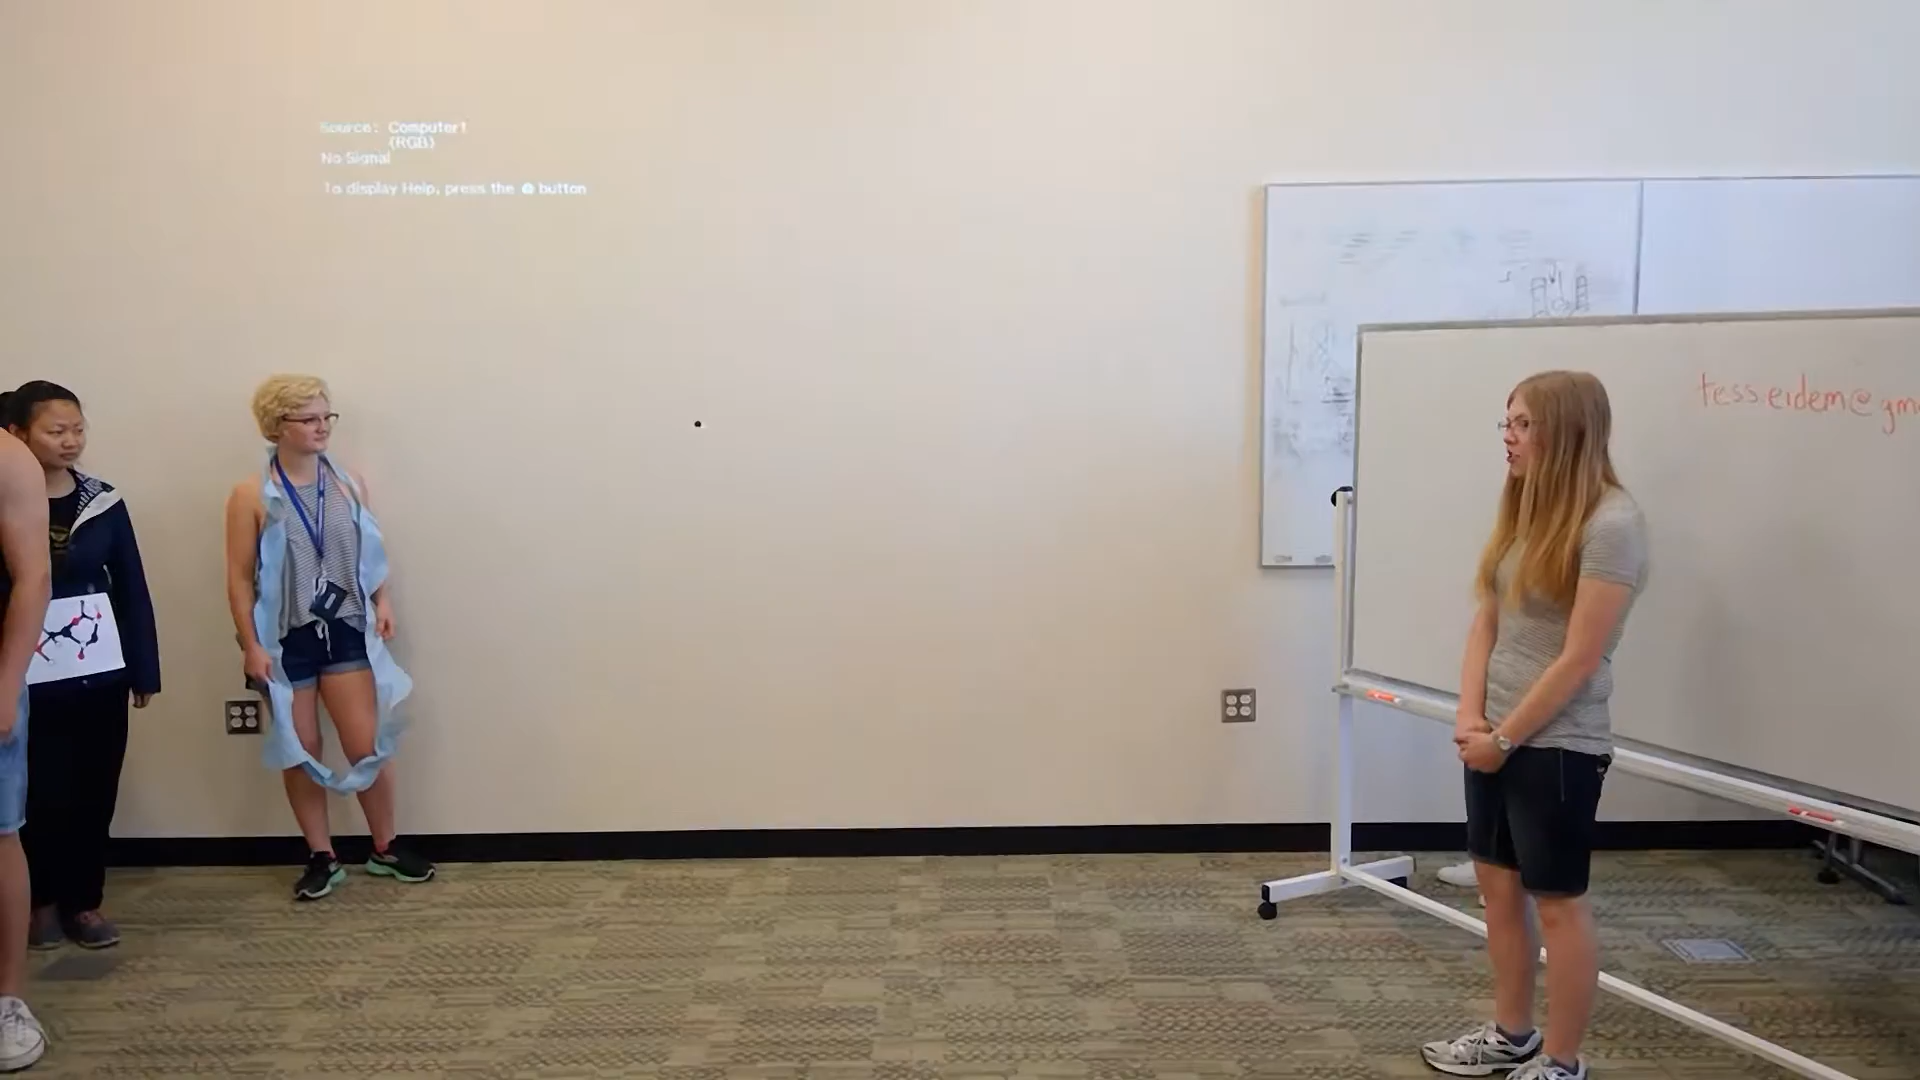 Source: Computer1
(RGB)
No Signal
To display Help, press the button
tess.eidem@gm